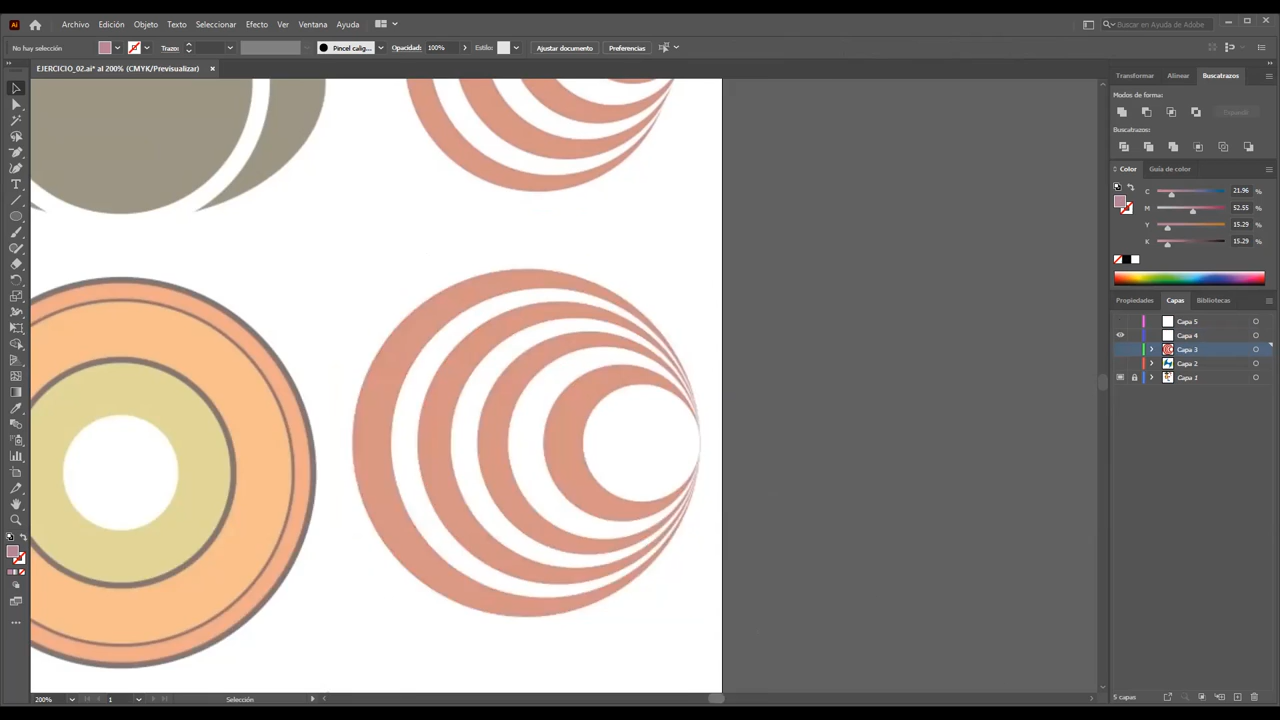 Ai Archivo Edición Objeto Texto Seleccionar Efecto Ver Ventana Ayuda Buscar en Ayuda de Adobe
No hay selección Trazo: Pincel calig... Opacidad: 100% Estilo: Ajustar documento Preferencias
EJERCICIO_02.ai* al 200% (CMYK/Previsualizar)
Transformar Alinear Buscatrazos
Modos de forma:
Expandir
Buscatrazos:
Color Guía de color
C 21.96 %
M 52.55 %
Y 15.29 %
K 15.29 %
Propiedades Capas Bibliotecas
Capa 5
Capa 4
Capa 3
Capa 2
Capa 1
200% 1 Selección 5 capas